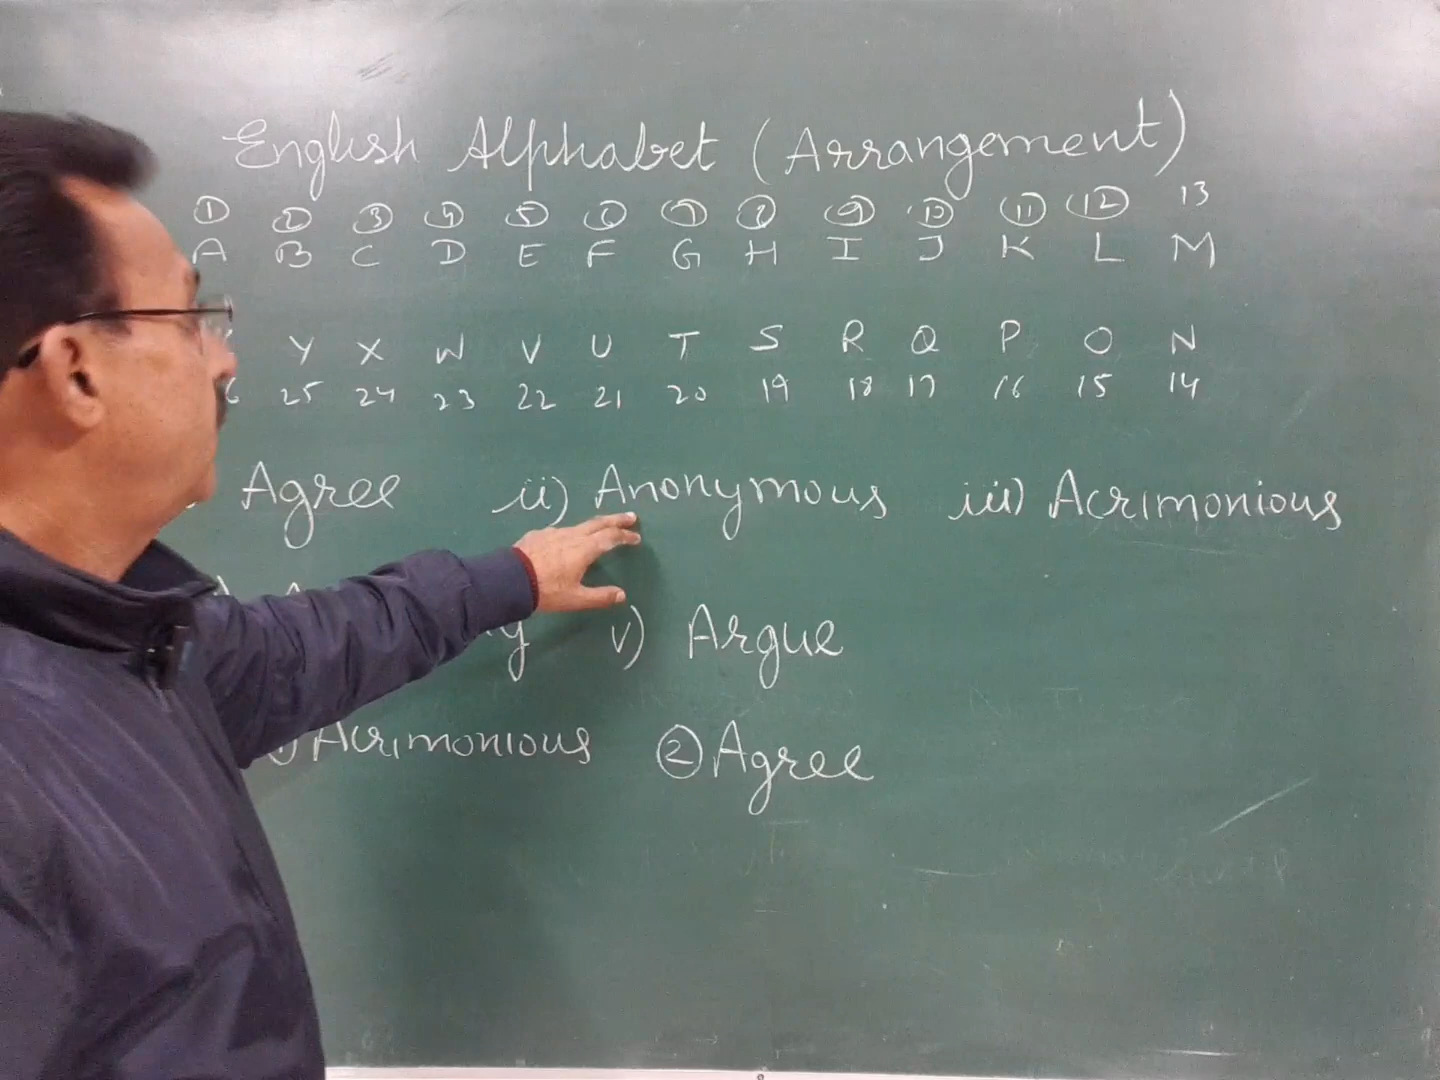 English Alphabet (Arrangement)
1 2 3 4 5 6 7 8 9 10 11 12 13
A B C D E F G H I J K L M
Y X W V U T S R Q P O N
25 24 23 22 21 20 19 18 17 16 15 14
Agree ii) Anonymous iii) Acrimonious
v) Argue
1) Acrimonious 2 Agree